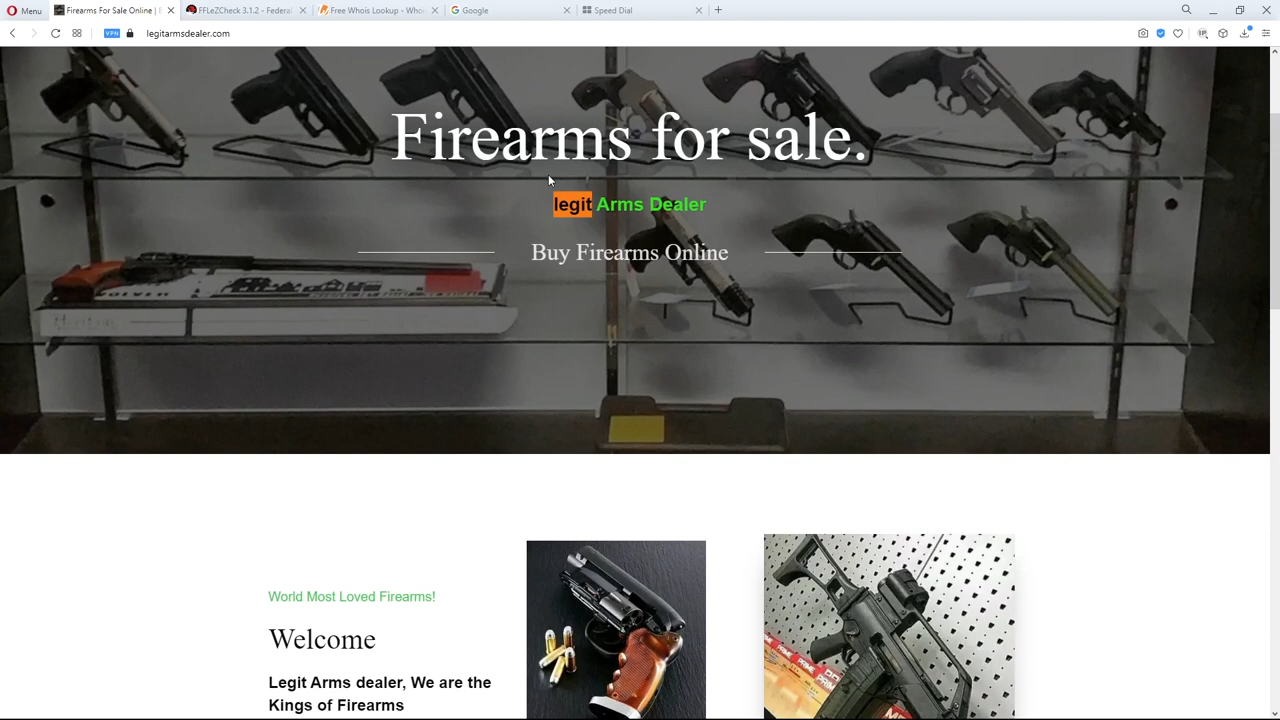 Menu
Firearms For Sale Online |
FFLeZCheck 3.1.2 - Federa
Free Whois Lookup - Who
Google
Speed Dial
VPN
legitarmsdealer.com
Firearms for sale.
legit Arms Dealer
Buy Firearms Online
World Most Loved Firearms!
Welcome
Legit Arms dealer, We are the
Kings of Firearms